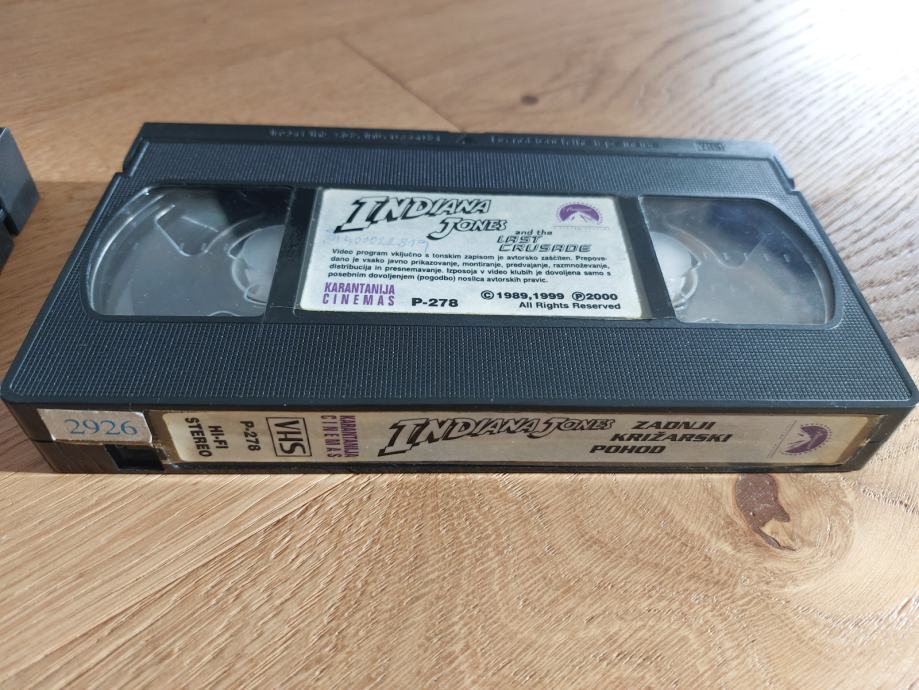 VHS
INDIANA
JONES
and the
LAST
CRUSADE
Video program vključno s tonskim zapisom je avtorsko zaščiten. Prepove-
dano je vsako javno prikazovanje, montiranje, predvajanje, razmnoževanje,
distribucija in presnemavanje. Izposoja v video klubih je dovoljena samo s
posebnim dovoljenjem (pogodbo) nosilca avtorskih pravic.
KARANTANIJA
CINEMAS
P-278
©1989,1999 ℗2000
All Rights Reserved
2926
P-278
HI-FI
STEREO
VHS
KARANTANIJA
CINEMAS
INDIANA JONES
ZADNJI
KRIŽARSKI
POHOD